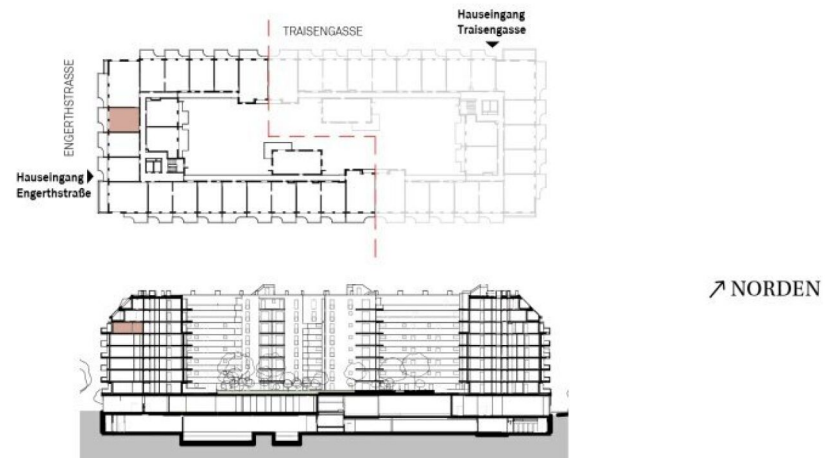 Hauseingang
Traisengasse
TRAISENGASSE
ENGERTHSTRASSE
Hauseingang
Engerthstraße
↗ NORDEN